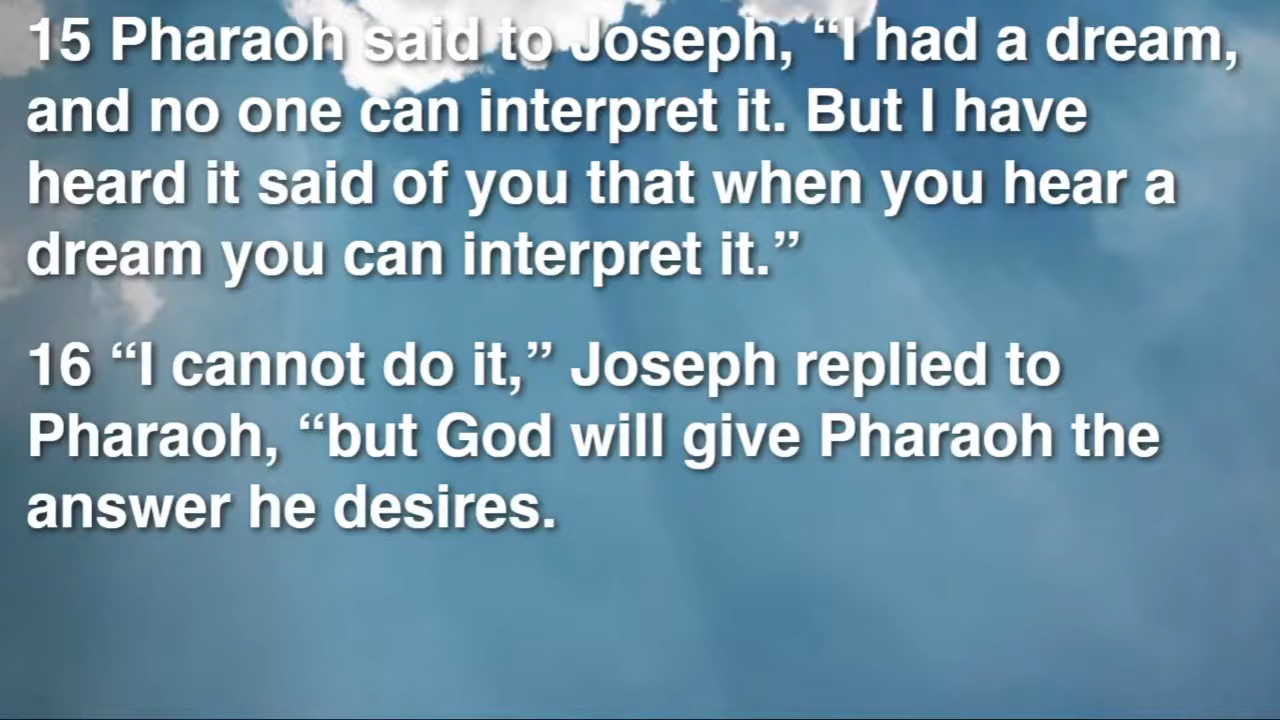 15 Pharaoh said to Joseph, “I had a dream,
and no one can interpret it. But I have
heard it said of you that when you hear a
dream you can interpret it.”
16 “I cannot do it,” Joseph replied to
Pharaoh, “but God will give Pharaoh the
answer he desires.